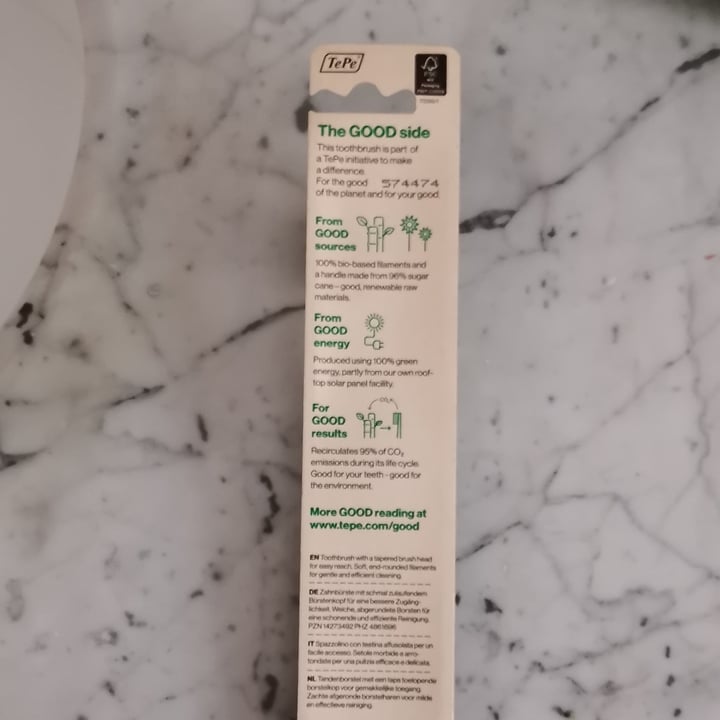 TePe
FSC
The GOOD side
This toothbrush is part of
a TePe initiative to make
a difference.
For the good 574474
of the planet and for your good.
From
GOOD
sources
100% bio-based filaments and
a handle made from 96% sugar
cane – good, renewable raw
materials.
From
GOOD
energy
Produced using 100% green
energy, partly from our own roof-
top solar panel facility.
For
GOOD
results
CO₂
Recirculates 95% of CO₂
emissions during its life cycle.
Good for your teeth - good for
the environment.
More GOOD reading at
www.tepe.com/good
EN Toothbrush with a tapered brush head
for easy reach. Soft, end-rounded filaments
for gentle and efficient cleaning.
DE Zahnbürste mit schmal zulaufendem
Bürstenkopf für eine bessere Zugäng-
lichkeit. Weiche, abgerundete Borsten für
eine schonende und effiziente Reinigung.
PZN 14273492 PHZ 4861696
IT Spazzolino con testina affusolata per un
facile accesso. Setole morbide e arro-
tondate per una pulizia efficace e delicata.
NL Tandenborstel met een taps toelopende
borstelkop voor gemakkelijke toegang.
Zachte afgeronde borstelharen voor milde
en effectieve reiniging.